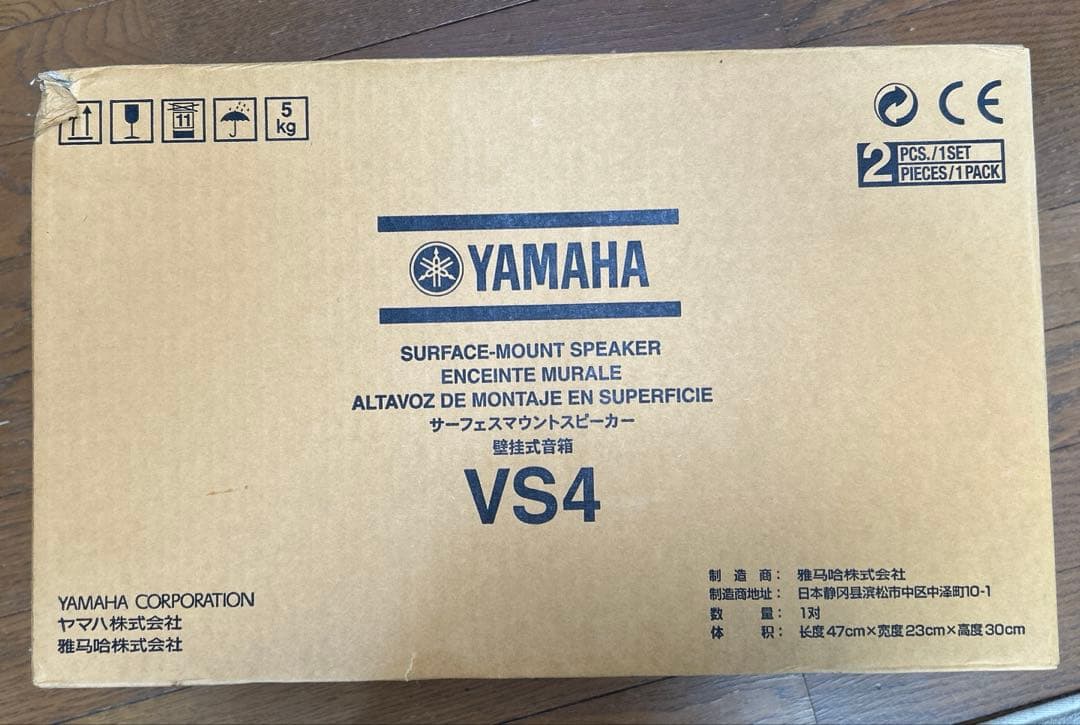 11
5
kg
CE
2 PCS./1SET
PIECES/1PACK
YAMAHA
SURFACE-MOUNT SPEAKER
ENCEINTE MURALE
ALTAVOZ DE MONTAJE EN SUPERFICIE
サーフェスマウントスピーカー
壁挂式音箱
VS4
YAMAHA CORPORATION
ヤマハ株式会社
雅马哈株式会社
制 造 商： 雅马哈株式会社
制造商地址： 日本静冈县滨松市中区中泽町10-1
数 量： 1对
体 积： 长度47cm×宽度23cm×高度30cm